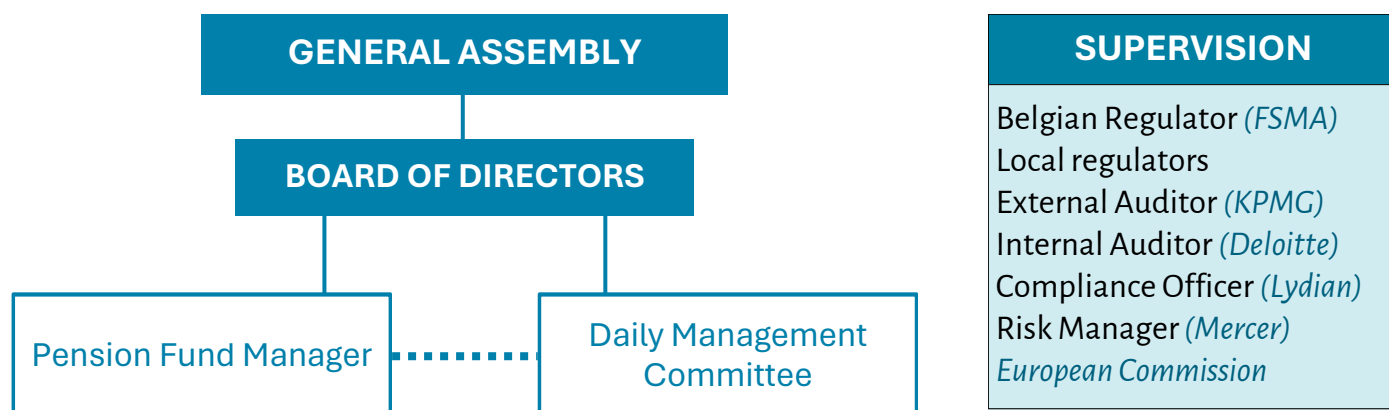 GENERAL ASSEMBLY
BOARD OF DIRECTORS
Pension Fund Manager
Daily Management
Committee
SUPERVISION
Belgian Regulator (FSMA)
Local regulators
External Auditor (KPMG)
Internal Auditor (Deloitte)
Compliance Officer (Lydian)
Risk Manager (Mercer)
European Commission